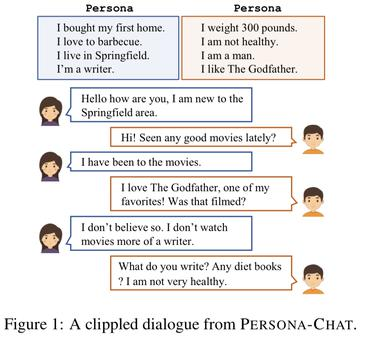 Persona Persona
I bought my first home.
I love to barbecue.
I live in Springfield.
I'm a writer.
I weight 300 pounds.
I am not healthy.
I am a man.
I like The Godfather.
Hello how are you, I am new to the
Springfield area.
Hi! Seen any good movies lately?
I have been to the movies.
I love The Godfather, one of my
favorites! Was that filmed?
I don't believe so. I don't watch
movies more of a writer.
What do you write? Any diet books
? I am not very healthy.
Figure 1: A clippled dialogue from PERSONA-CHAT.